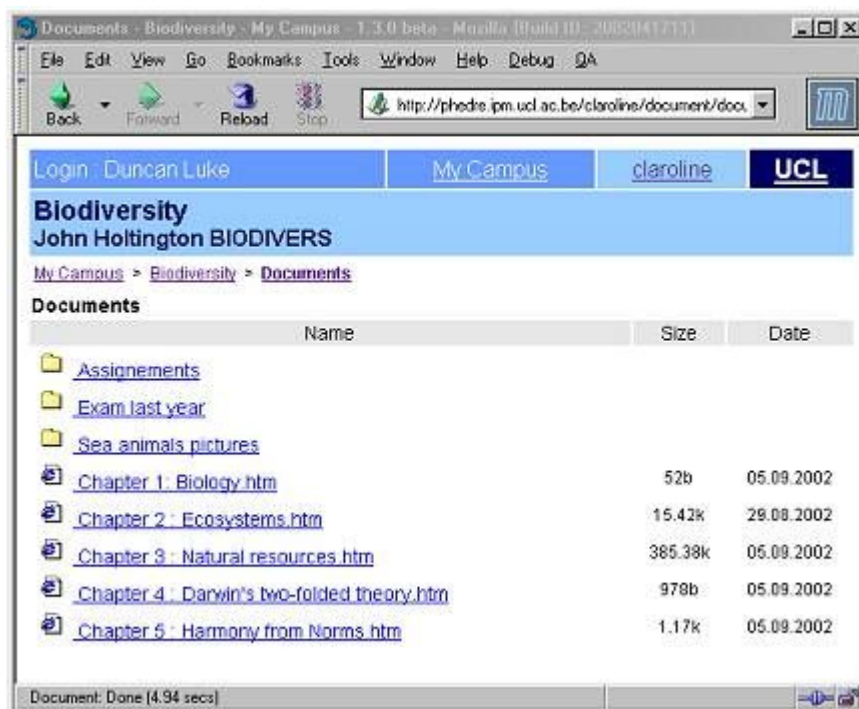 Documents - Biodiversity - My Campus - 1.3.0 beta - Mozilla {Build ID: 2002041711}
File Edit View Go Bookmarks Tools Window Help Debug QA
Back Forward Reload Stop http://phedre.ipm.ucl.ac.be/claroline/document/docu
Login : Duncan Luke My Campus claroline UCL
Biodiversity
John Holtington BIODIVERS
My Campus > Biodiversity > Documents
Documents
Name Size Date
Assignements
Exam last year
Sea animals pictures
Chapter 1: Biology.htm 52b 05.09.2002
Chapter 2 : Ecosystems.htm 15.42k 29.08.2002
Chapter 3 : Natural resources.htm 385.38k 05.09.2002
Chapter 4 : Darwin's two-folded theory.htm 978b 05.09.2002
Chapter 5 : Harmony from Norms.htm 1.17k 05.09.2002
Document: Done (4.94 secs)